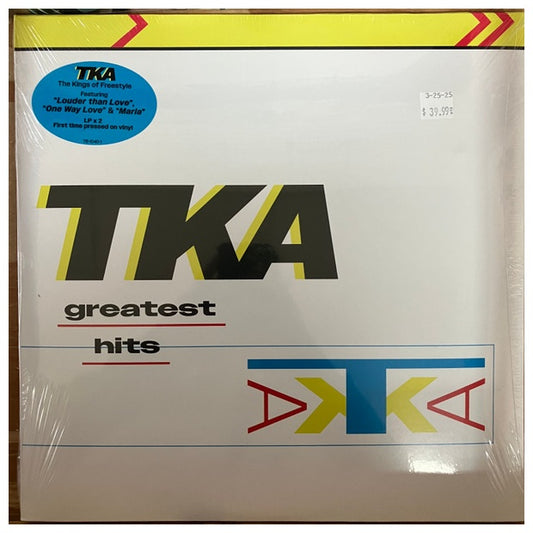 TKA
The Kings of Freestyle
Featuring
"Louder than Love",
"One Way Love" & "Maria"
LP x 2
First time pressed on vinyl
3-25-25
$ 39.99
TKA
greatest
hits
AKTKA